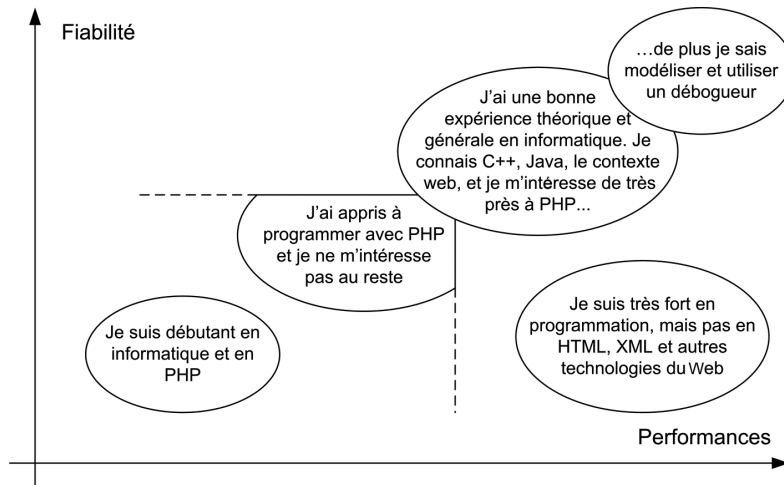 Fiabilité
…de plus je sais
modéliser et utiliser
un débogueur
J’ai une bonne
expérience théorique et
générale en informatique. Je
connais C++, Java, le contexte
web, et je m’intéresse de très
près à PHP...
J’ai appris à
programmer avec PHP
et je ne m’intéresse
pas au reste
Je suis débutant en
informatique et en
PHP
Je suis très fort en
programmation, mais pas en
HTML, XML et autres
technologies du Web
Performances